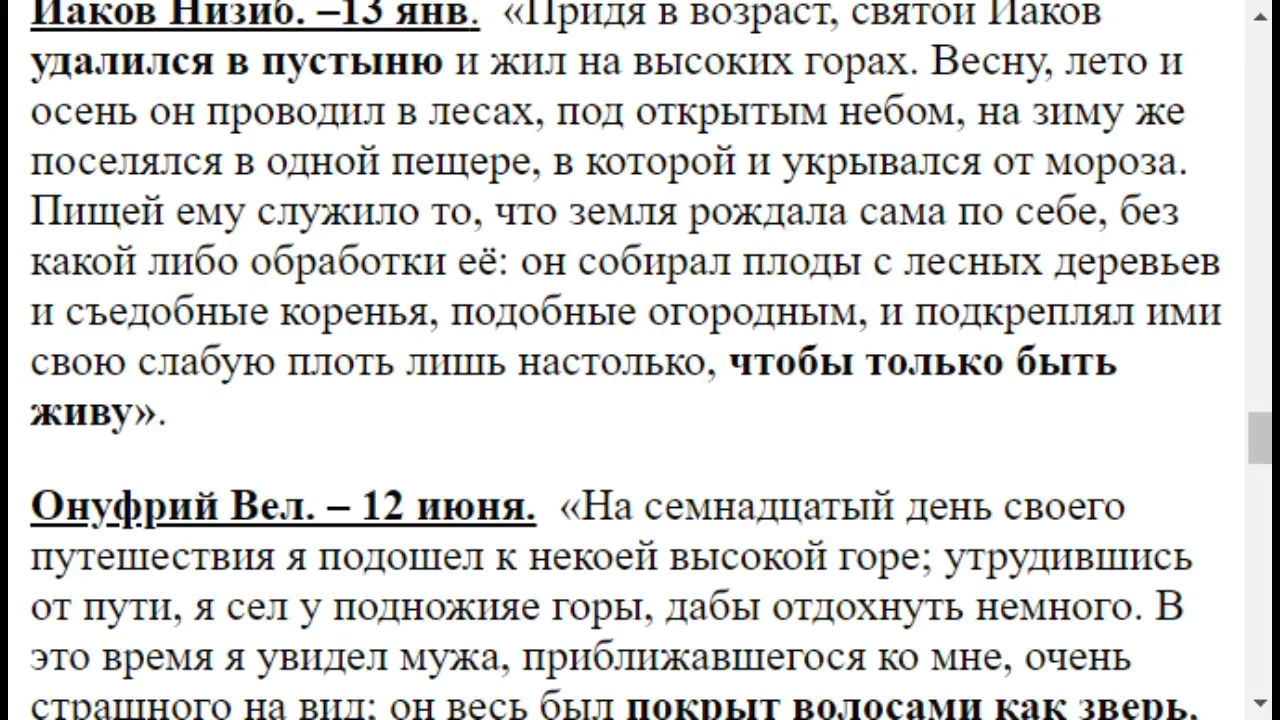 Иаков Низиб. –13 янв.  «Придя в возраст, святой Иаков
удалился в пустыню и жил на высоких горах. Весну, лето и
осень он проводил в лесах, под открытым небом, на зиму же
поселялся в одной пещере, в которой и укрывался от мороза.
Пищей ему служило то, что земля рождала сама по себе, без
какой либо обработки её: он собирал плоды с лесных деревьев
и съедобные коренья, подобные огородным, и подкреплял ими
свою слабую плоть лишь настолько, чтобы только быть
живу».
Онуфрий Вел. – 12 июня.  «На семнадцатый день своего
путешествия я подошел к некоей высокой горе; утрудившись
от пути, я сел у подножияе горы, дабы отдохнуть немного. В
это время я увидел мужа, приближавшегося ко мне, очень
страшного на вид: он весь был покрыт волосами как зверь.